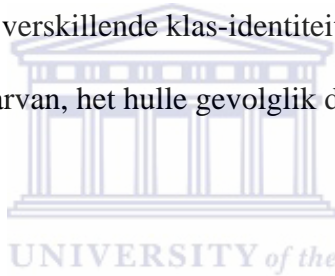 verskillende klas-identiteit
arvan, het hulle gevolglik d
UNIVERSITY of the